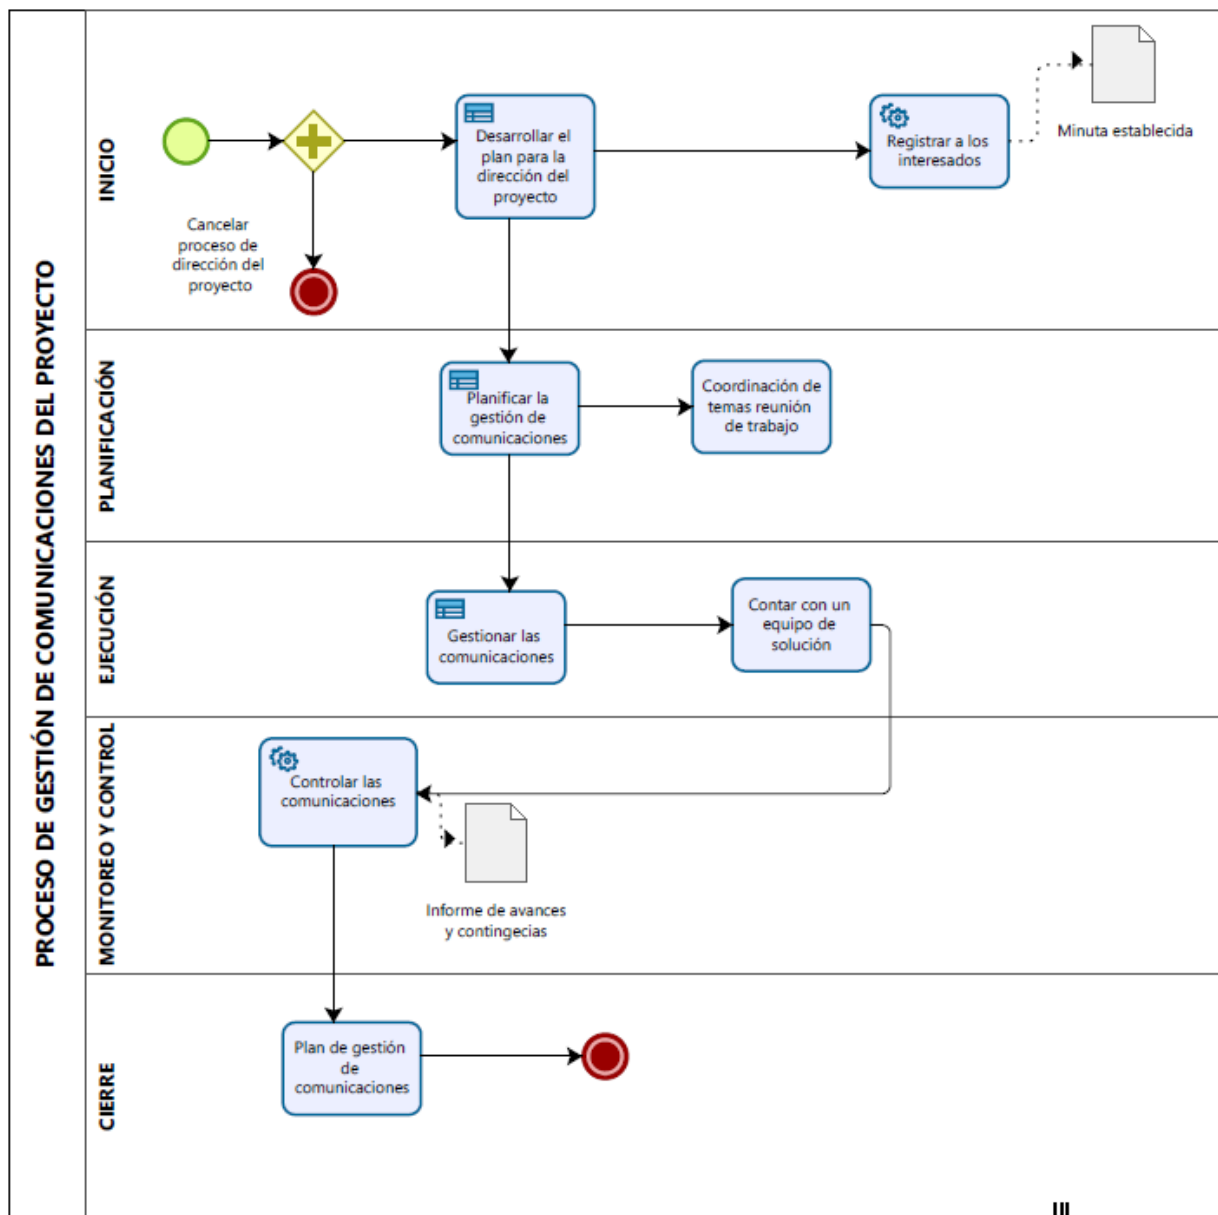 PROCESO DE GESTIÓN DE COMUNICACIONES DEL PROYECTO
INICIO
Cancelar
proceso de
dirección del
proyecto
Desarrollar el
plan para la
dirección del
proyecto
Registrar a los
interesados
Minuta establecida
PLANIFICACIÓN
Planificar la
gestión de
comunicaciones
Coordinación de
temas reunión
de trabajo
EJECUCIÓN
Gestionar las
comunicaciones
Contar con un
equipo de
solución
MONITOREO Y CONTROL
Controlar las
comunicaciones
Informe de avances
y contingecias
CIERRE
Plan de gestión
de
comunicaciones